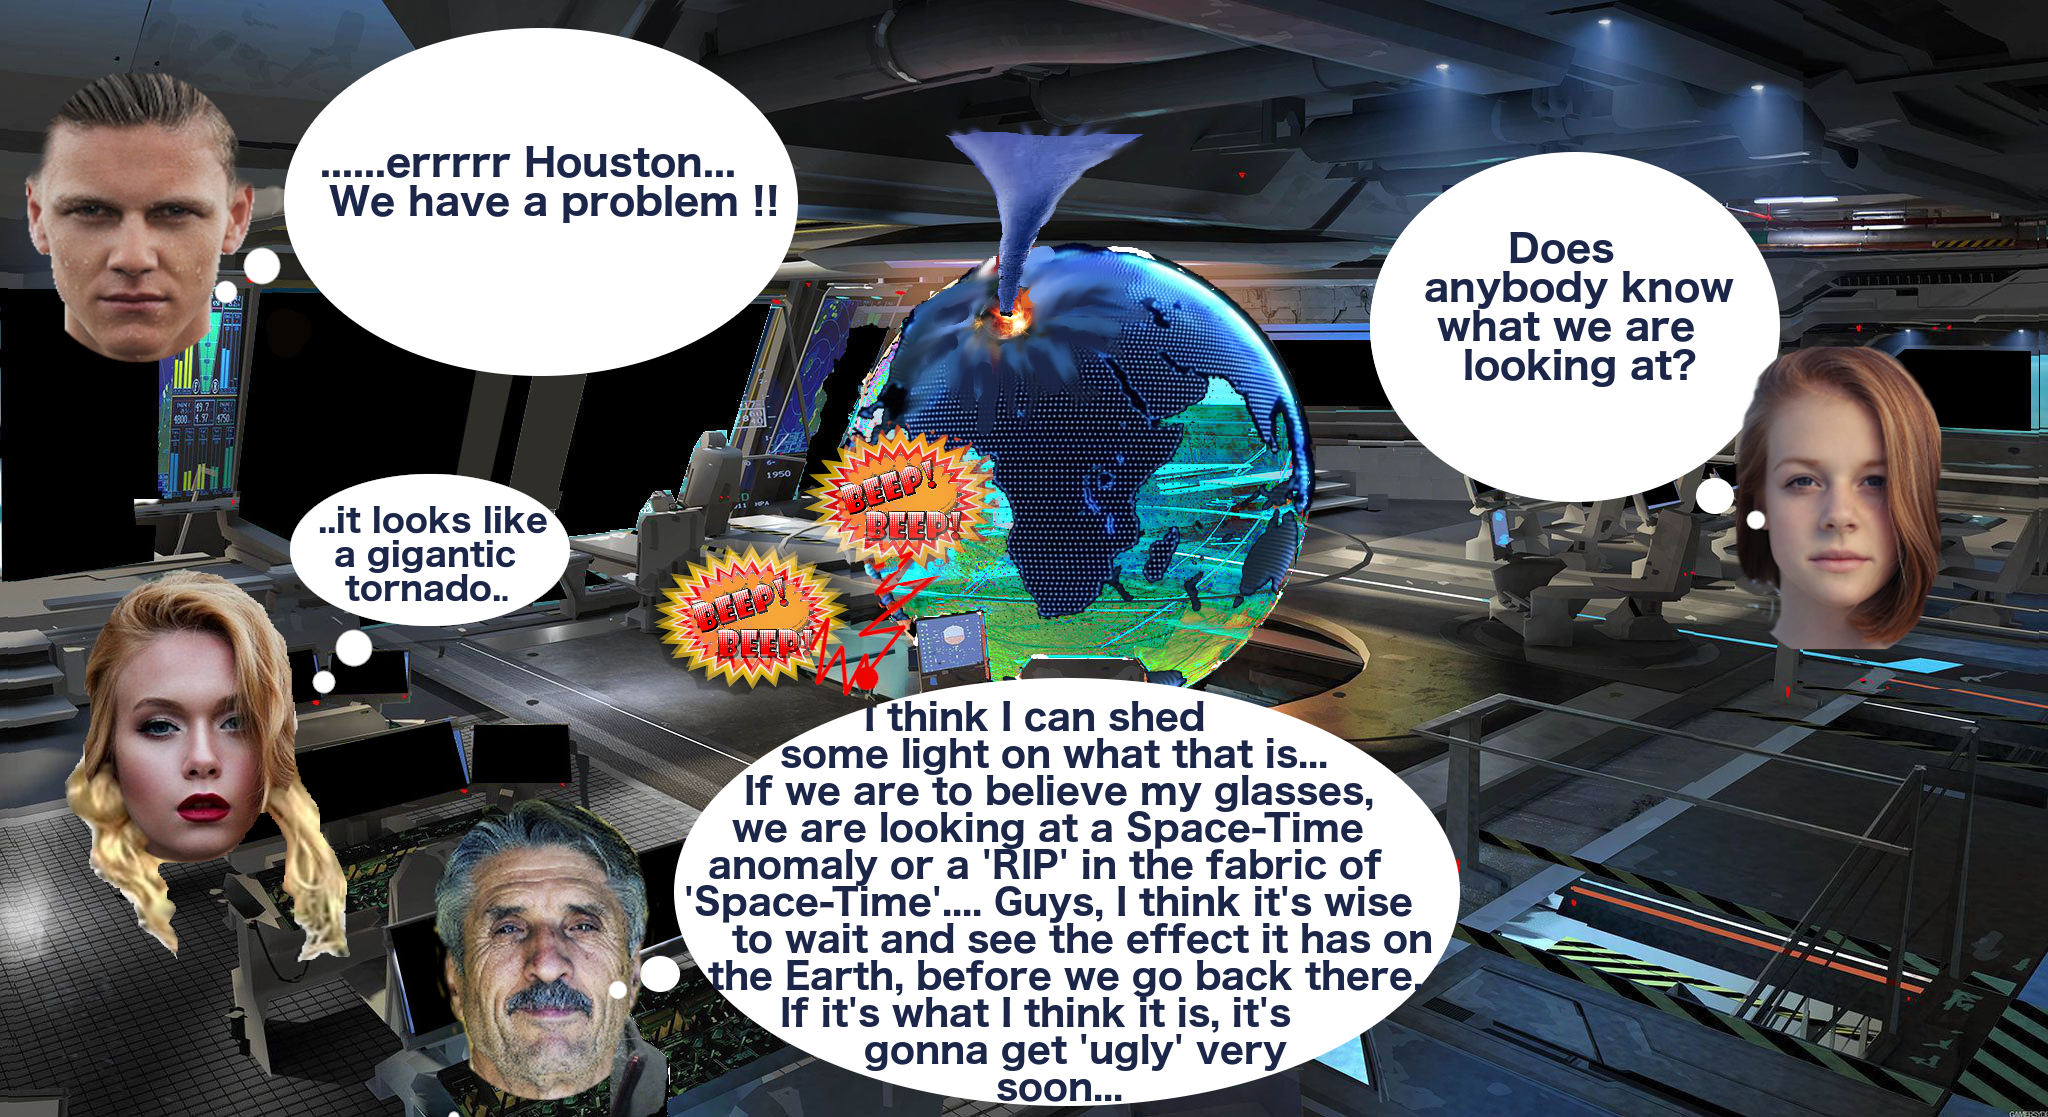 ......errrrr Houston...
We have a problem !!
Does
anybody know
what we are
looking at?
..it looks like
a gigantic
tornado..
BEEP!
BEEP!
BEEP!
BEEP!
I think I can shed
some light on what that is...
If we are to believe my glasses,
we are looking at a Space-Time
anomaly or a 'RIP' in the fabric of
'Space-Time'.... Guys, I think it's wise
to wait and see the effect it has on
the Earth, before we go back there.
If it's what I think it is, it's
gonna get 'ugly' very
soon...
1950